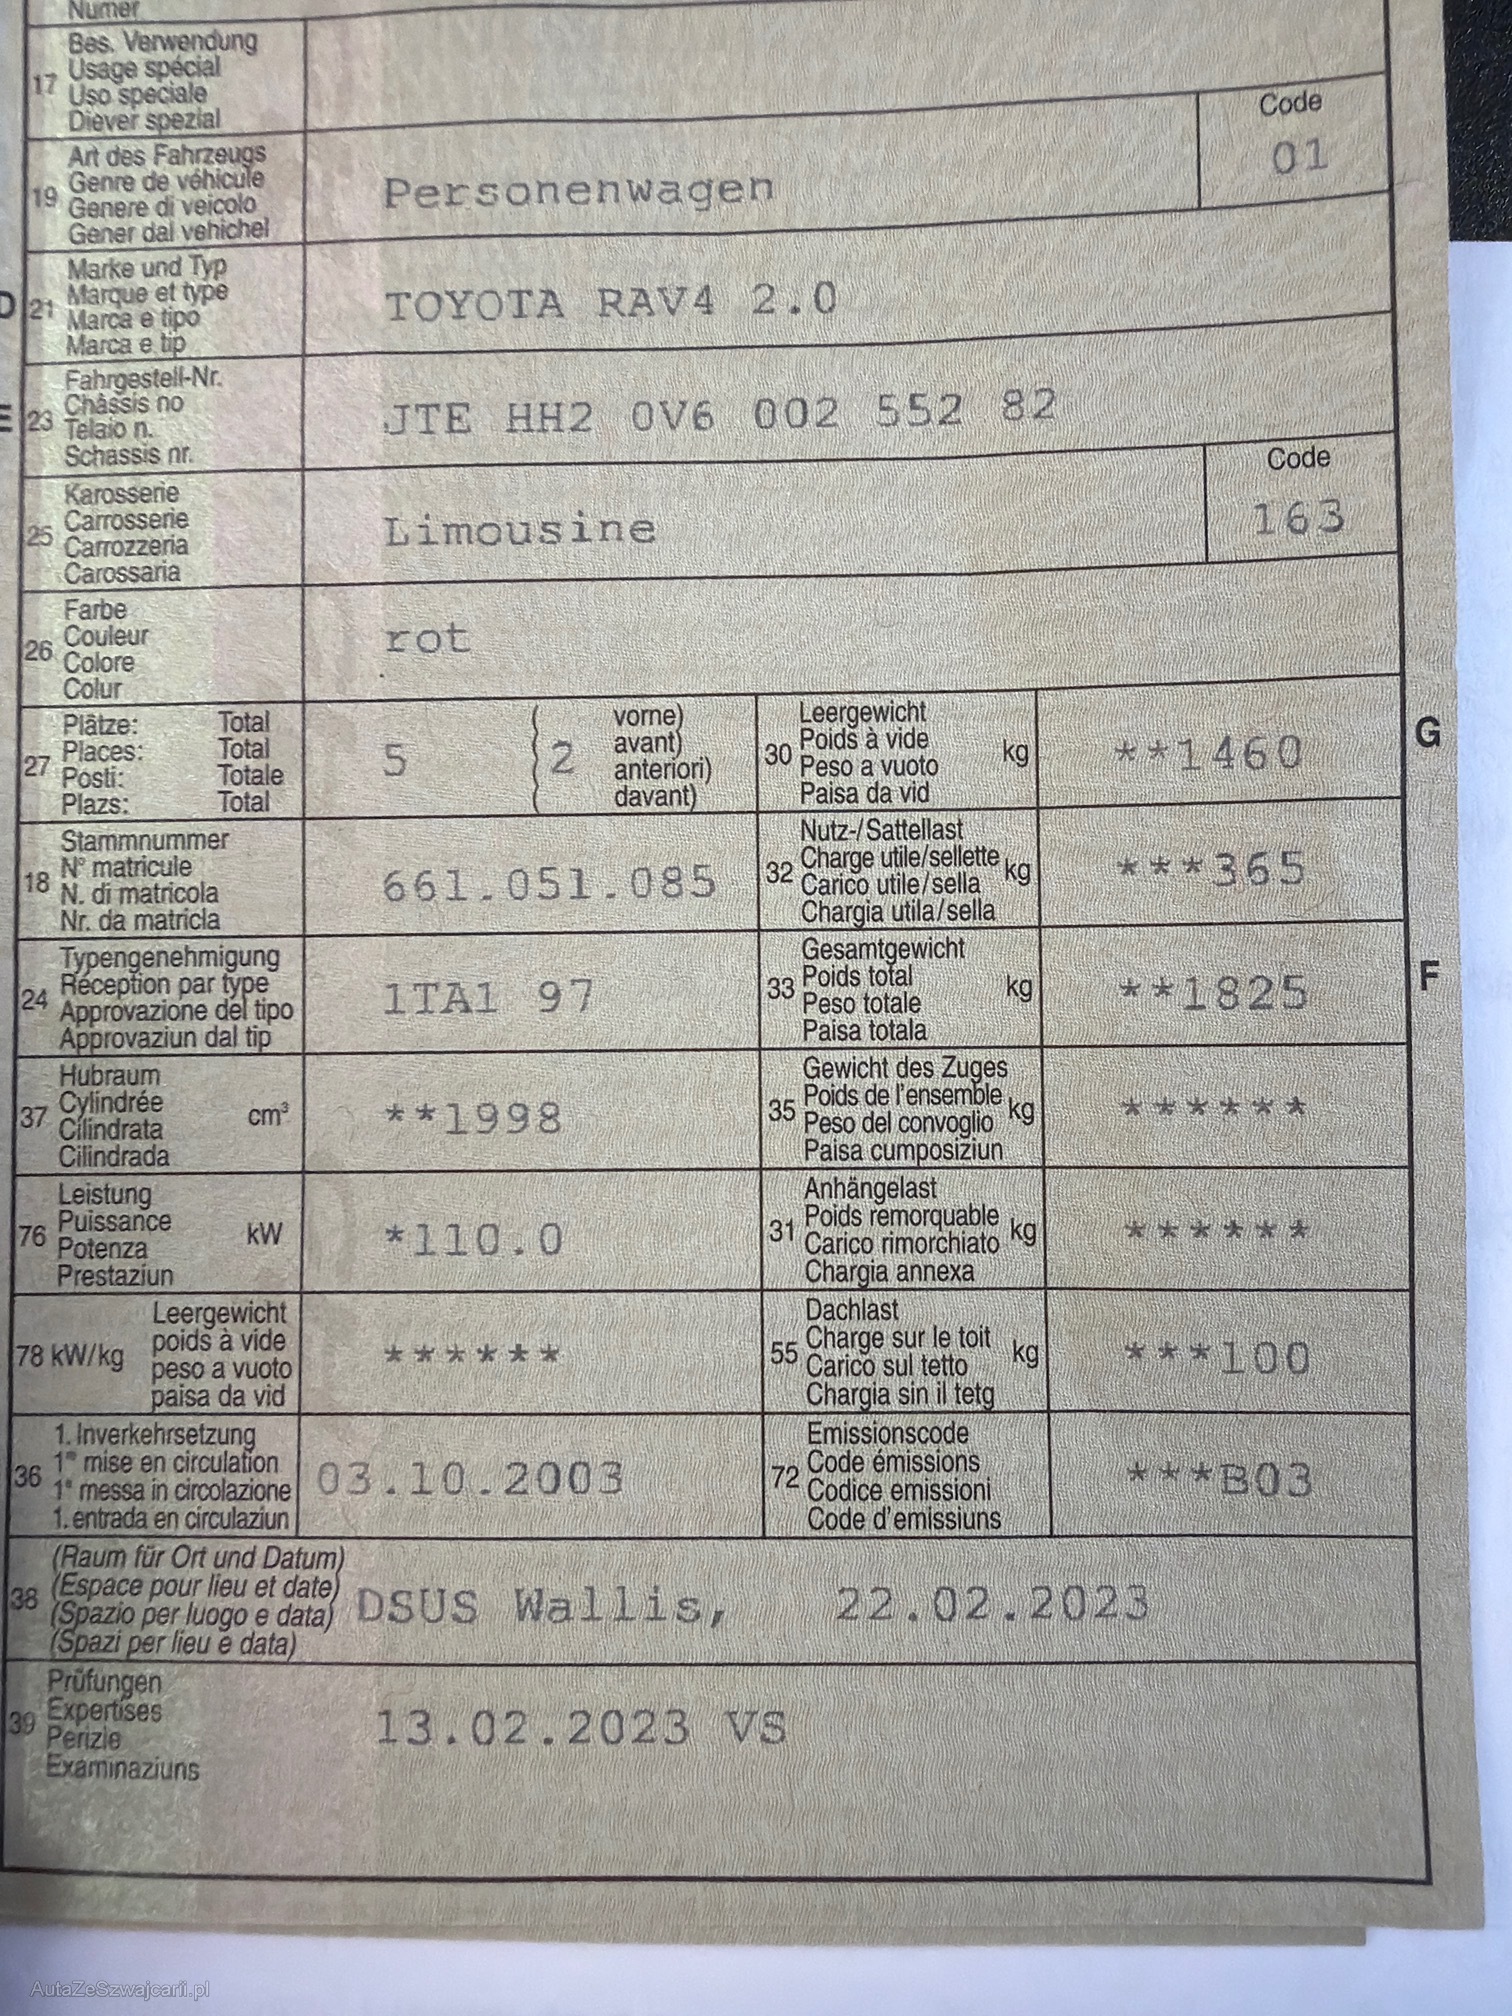 Numer
17 Bes. Verwendung
Usage spécial
Uso speciale
Diever spezial
19 Art des Fahrzeugs
Genre de véhicule
Genere di veicolo
Gener dal vehichel
Personenwagen
Code
01
D 21 Marke und Typ
Marque et type
Marca e tipo
Marca e tip
TOYOTA RAV4 2.0
E 23 Fahrgestell-Nr.
Châssis no
Telaio n.
Schassis nr.
JTE HH2 0V6 002 552 82
25 Karosserie
Carrosserie
Carrozzeria
Carossaria
Limousine
Code
163
26 Farbe
Couleur
Colore
Colur
rot
27 Plätze: Total
Places: Total
Posti: Totale
Plazs: Total
5 ( 2 vorne)
avant)
anteriori)
davant)
30 Leergewicht
Poids à vide
Peso a vuoto
Paisa da vid
kg
**1460
G
18 Stammnummer
N° matricule
N. di matricola
Nr. da matricla
661.051.085
32 Nutz-/Sattellast
Charge utile/sellette
Carico utile/sella
Chargia utila/sella
kg
***365
24 Typengenehmigung
Réception par type
Approvazione del tipo
Approvaziun dal tip
1TA1 97
33 Gesamtgewicht
Poids total
Peso totale
Paisa totala
kg
**1825
F
37 Hubraum
Cylindrée
Cilindrata
Cilindrada
cm³
**1998
35 Gewicht des Zuges
Poids de l'ensemble
Peso del convoglio
Paisa cumposiziun
kg
******
76 Leistung
Puissance
Potenza
Prestaziun
kW
*110.0
31 Anhängelast
Poids remorquable
Carico rimorchiato
Chargia annexa
kg
******
78 kW/kg
Leergewicht
poids à vide
peso a vuoto
paisa da vid
******
55 Dachlast
Charge sur le toit
Carico sul tetto
Chargia sin il tetg
kg
***100
36 1. Inverkehrsetzung
1re mise en circulation
1a messa in circolazione
1. entrada en circulaziun
03.10.2003
72 Emissionscode
Code émissions
Codice emissioni
Code d'emissiuns
***B03
38 (Raum für Ort und Datum)
(Espace pour lieu et date)
(Spazio per luogo e data)
(Spazi per lieu e data)
DSUS Wallis, 22.02.2023
39 Prüfungen
Expertises
Perizie
Examinaziuns
13.02.2023 VS
AutaZeSzwajcarii.pl